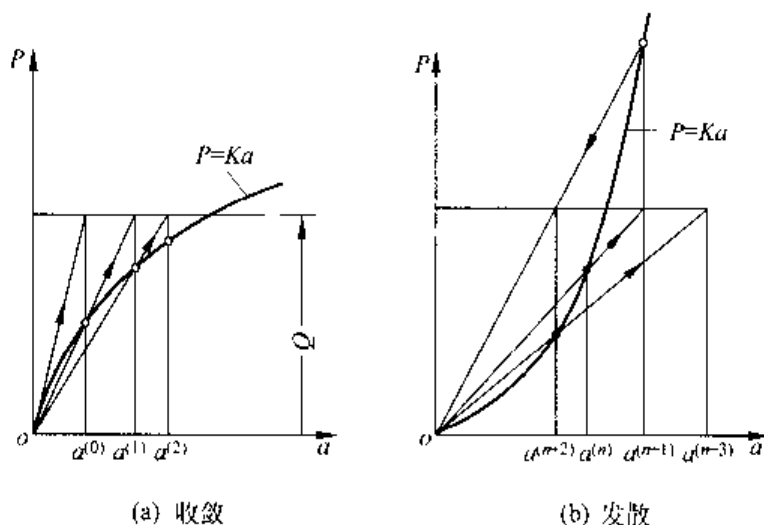 P
P=Ka
Q
o
a^{(0)} a^{(1)} a^{(2)} a
(a) 收敛
P
P=Ka
o
a^{(n+2)} a^{(n)} a^{(n+1)} a^{(n-3)} a
(b) 发散